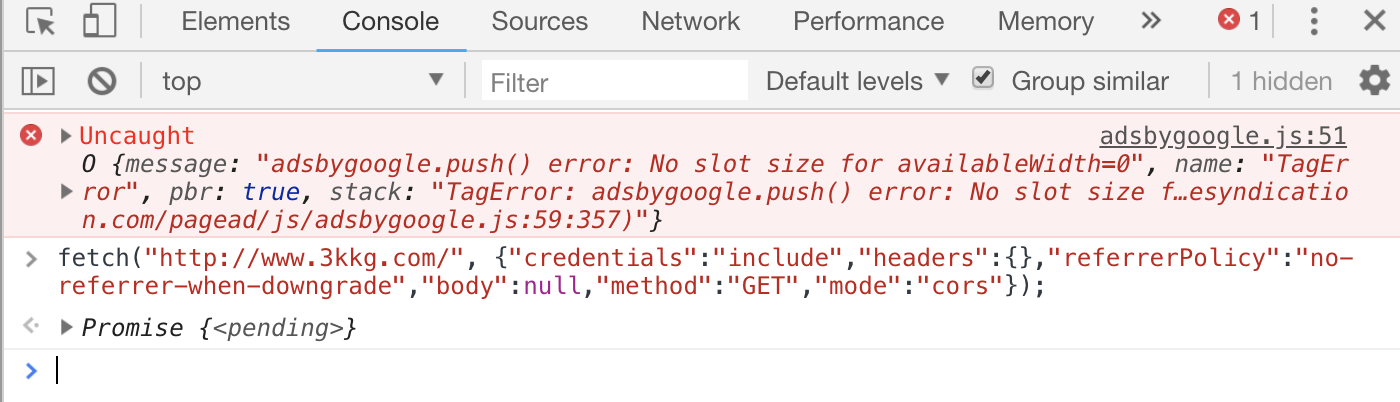 Elements Console Sources Network Performance Memory » 1
top Filter Default levels Group similar 1 hidden
Uncaught adsbygoogle.js:51
O {message: "adsbygoogle.push() error: No slot size for availableWidth=0", name: "TagEr
ror", pbr: true, stack: "TagError: adsbygoogle.push() error: No slot size f…esyndicatio
n.com/pagead/js/adsbygoogle.js:59:357)"}
> fetch("http://www.3kkg.com/", {"credentials":"include","headers":{},"referrerPolicy":"no-
referrer-when-downgrade","body":null,"method":"GET","mode":"cors"});
Promise {<pending>}
>